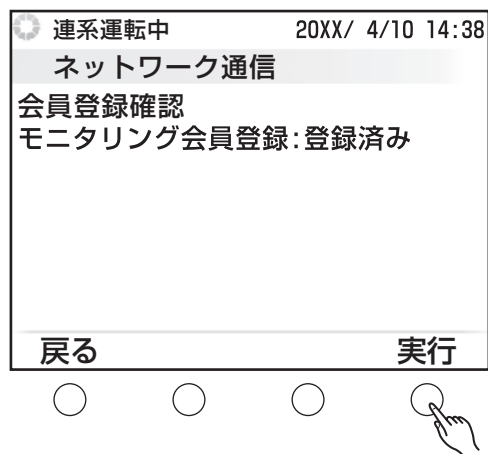 連系運転中 20XX/ 4/10 14:38
ネットワーク通信
会員登録確認
モニタリング会員登録:登録済み
戻る 実行